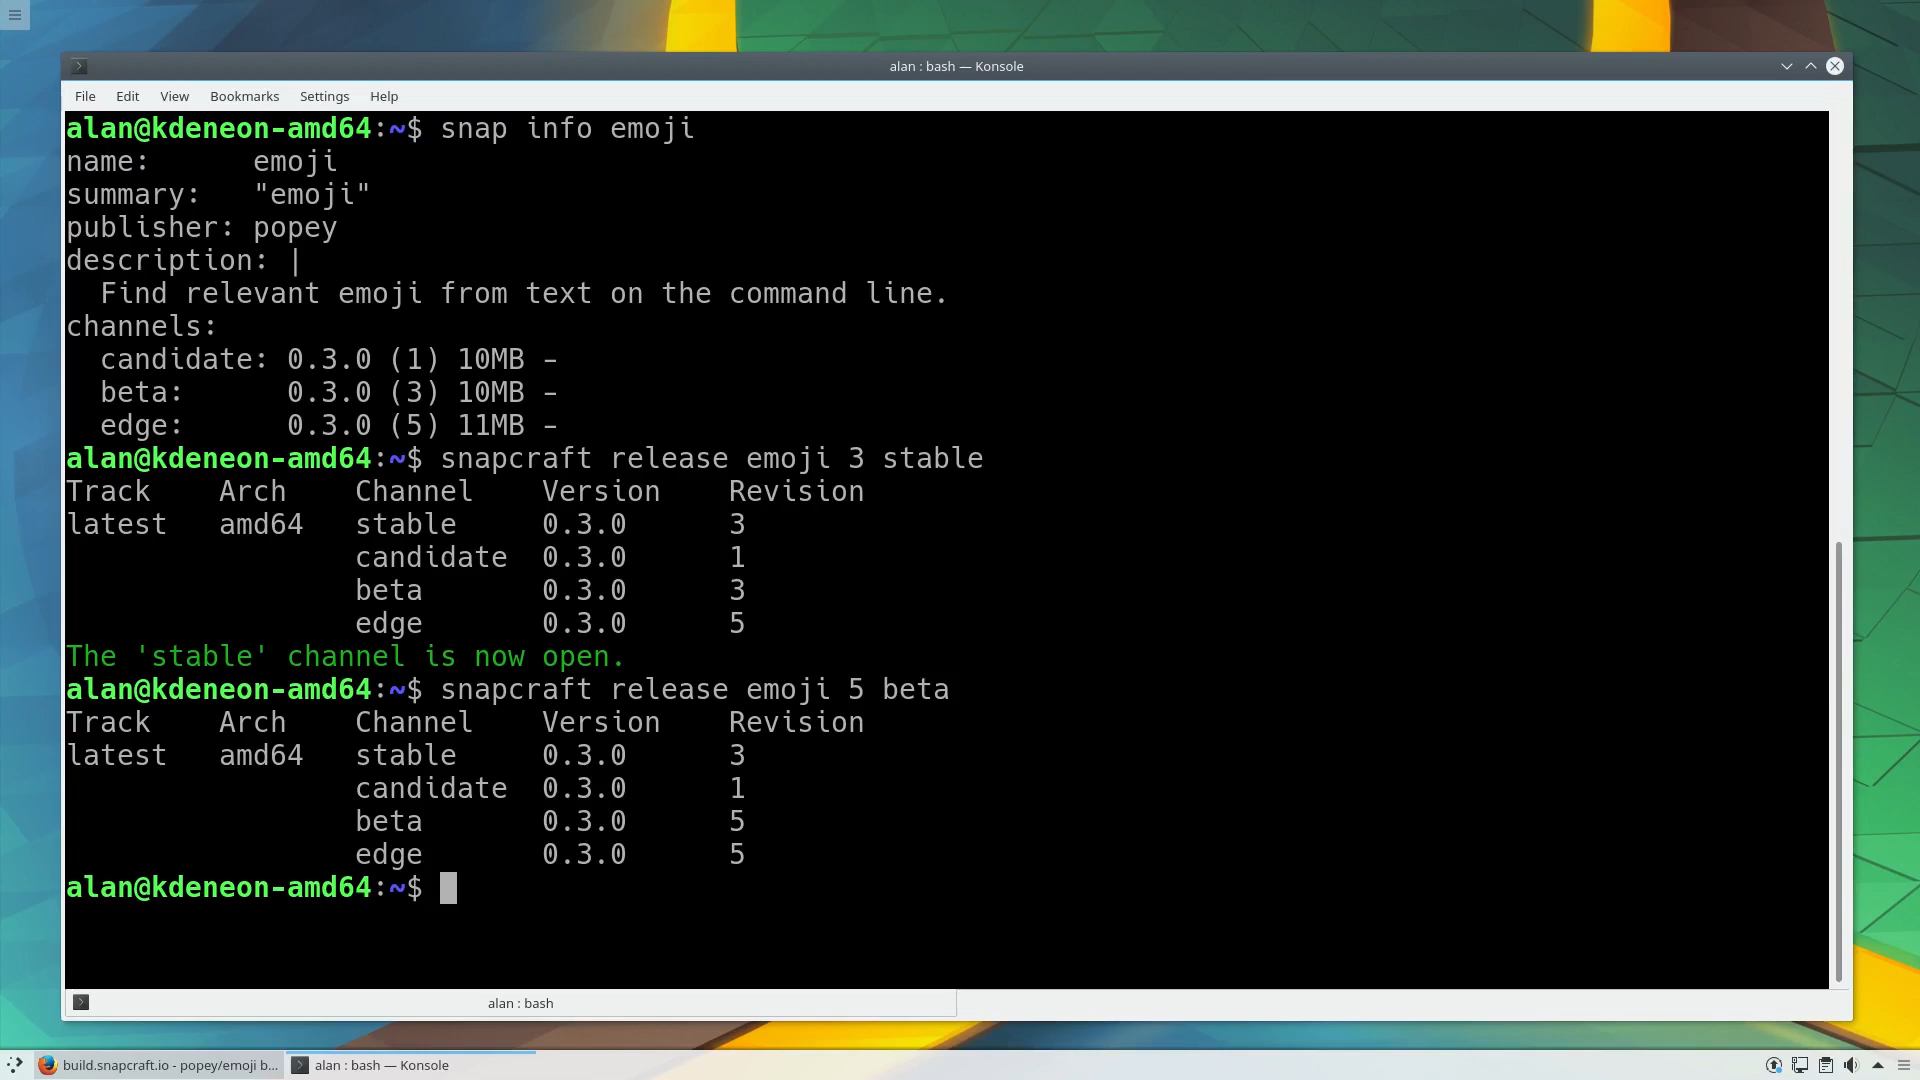 alan : bash — Konsole
File Edit View Bookmarks Settings Help
alan@kdeneon-amd64:~$ snap info emoji
name:      emoji
summary:   "emoji"
publisher: popey
description: |
  Find relevant emoji from text on the command line.
channels:
  candidate: 0.3.0 (1) 10MB -
  beta:      0.3.0 (3) 10MB -
  edge:      0.3.0 (5) 11MB -
alan@kdeneon-amd64:~$ snapcraft release emoji 3 stable
Track    Arch    Channel    Version    Revision
latest   amd64   stable     0.3.0      3
                 candidate  0.3.0      1
                 beta       0.3.0      3
                 edge       0.3.0      5
The 'stable' channel is now open.
alan@kdeneon-amd64:~$ snapcraft release emoji 5 beta
Track    Arch    Channel    Version    Revision
latest   amd64   stable     0.3.0      3
                 candidate  0.3.0      1
                 beta       0.3.0      5
                 edge       0.3.0      5
alan@kdeneon-amd64:~$
alan : bash
build.snapcraft.io - popey/emoji b... alan : bash — Konsole